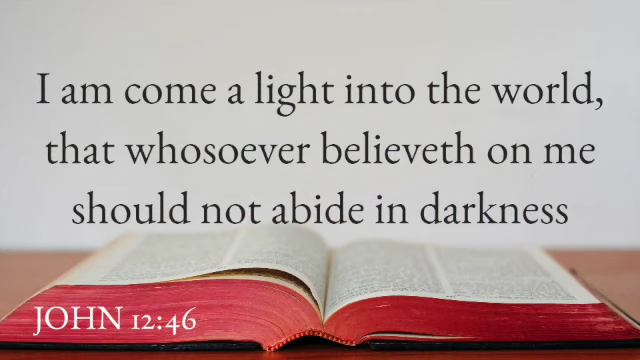 I am come a light into the world,
that whosoever believeth on me
should not abide in darkness
JOHN 12:46